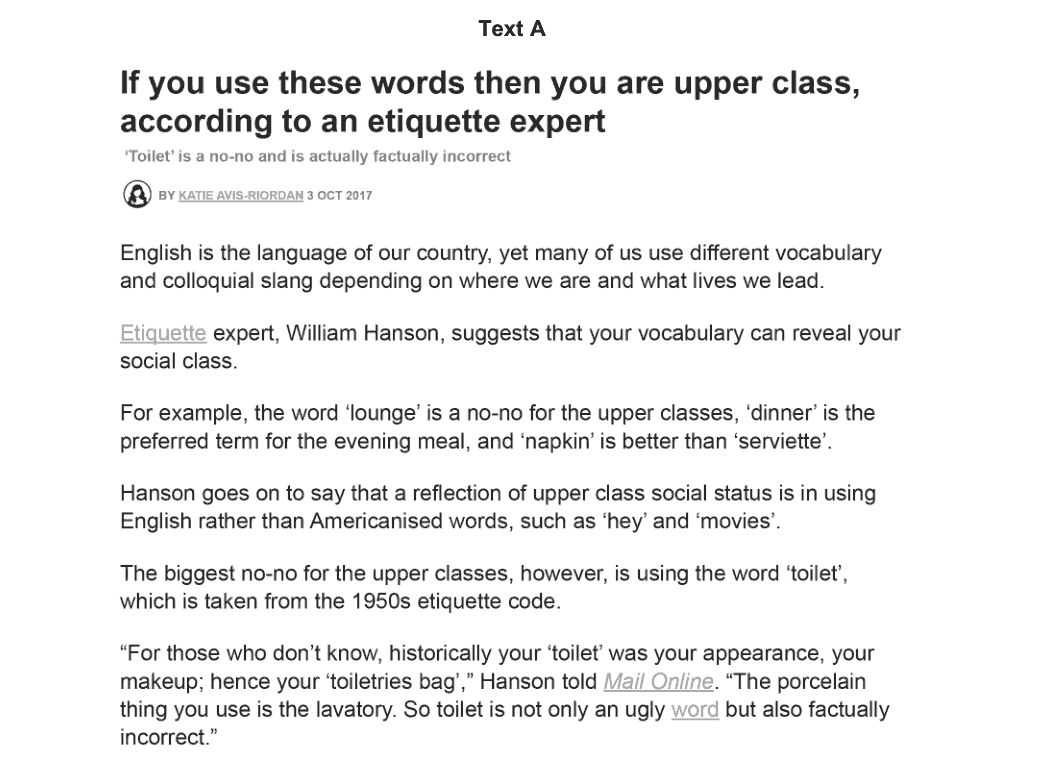 Text A
If you use these words then you are upper class,
according to an etiquette expert
‘Toilet’ is a no-no and is actually factually incorrect
BY KATIE AVIS-RIORDAN 3 OCT 2017
English is the language of our country, yet many of us use different vocabulary
and colloquial slang depending on where we are and what lives we lead.
Etiquette expert, William Hanson, suggests that your vocabulary can reveal your
social class.
For example, the word ‘lounge’ is a no-no for the upper classes, ‘dinner’ is the
preferred term for the evening meal, and ‘napkin’ is better than ‘serviette’.
Hanson goes on to say that a reflection of upper class social status is in using
English rather than Americanised words, such as ‘hey’ and ‘movies’.
The biggest no-no for the upper classes, however, is using the word ‘toilet’,
which is taken from the 1950s etiquette code.
“For those who don’t know, historically your ‘toilet’ was your appearance, your
makeup; hence your ‘toiletries bag’,” Hanson told Mail Online. “The porcelain
thing you use is the lavatory. So toilet is not only an ugly word but also factually
incorrect.”